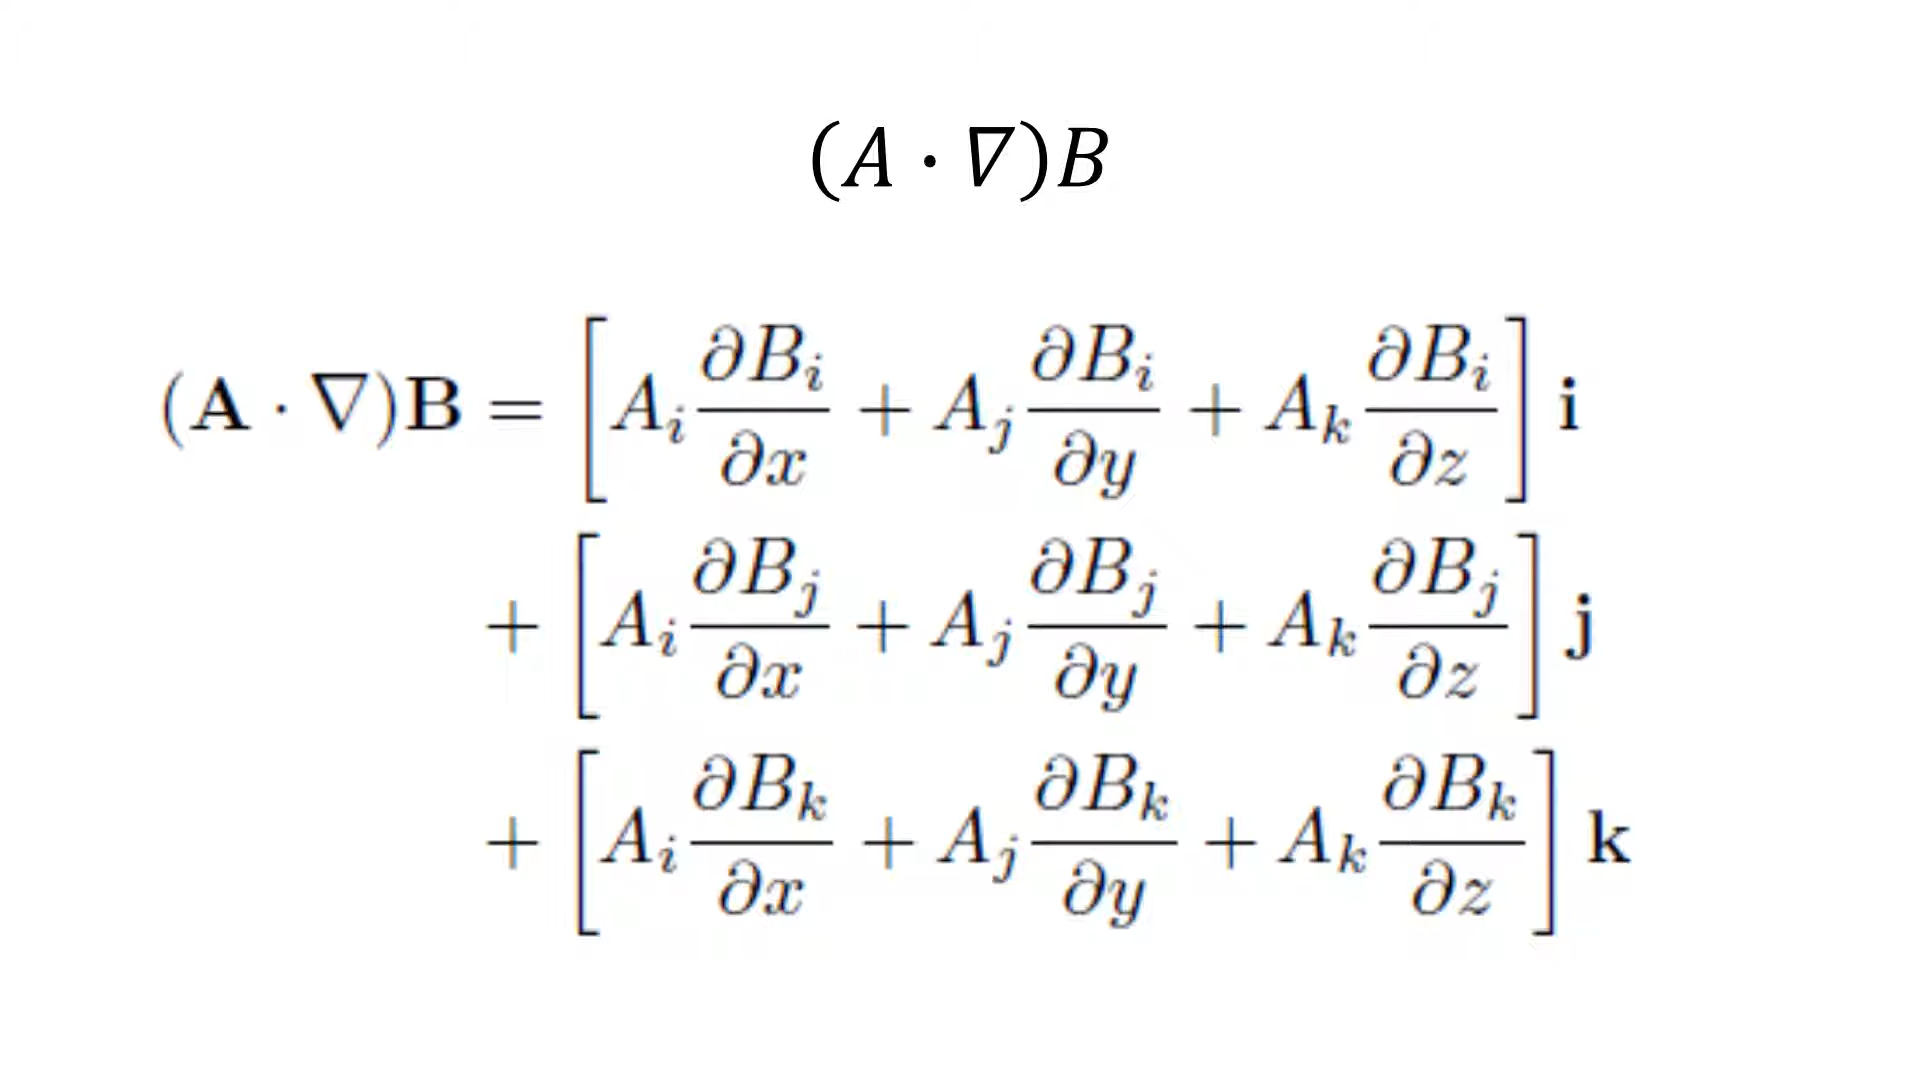 (A · ∇)B
(A · ∇)B = [A_i ∂B_i/∂x + A_j ∂B_i/∂y + A_k ∂B_i/∂z] i
+ [A_i ∂B_j/∂x + A_j ∂B_j/∂y + A_k ∂B_j/∂z] j
+ [A_i ∂B_k/∂x + A_j ∂B_k/∂y + A_k ∂B_k/∂z] k